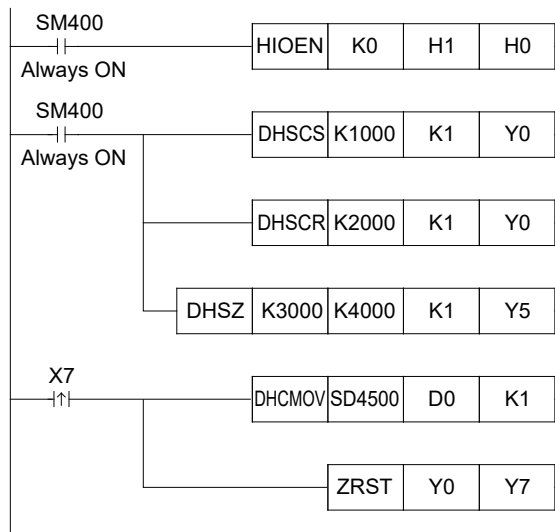 SM400
HIOEN K0 H1 H0
Always ON
SM400
DHSCS K1000 K1 Y0
Always ON
DHSCR K2000 K1 Y0
DHSZ K3000 K4000 K1 Y5
X7
DHCMOV SD4500 D0 K1
ZRST Y0 Y7